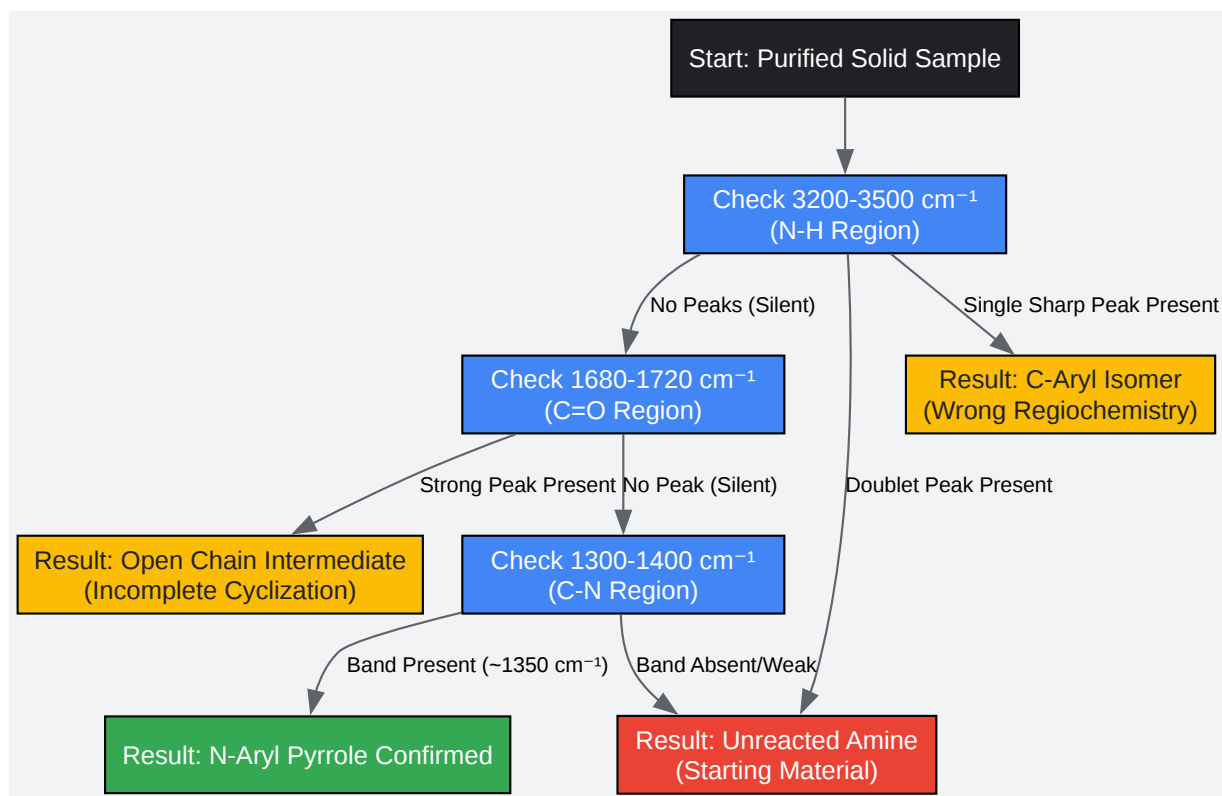 Start: Purified Solid Sample
Check 3200-3500 cm⁻¹
(N-H Region)
No Peaks (Silent)
Single Sharp Peak Present
Check 1680-1720 cm⁻¹
(C=O Region)
Result: C-Aryl Isomer
(Wrong Regiochemistry)
Strong Peak Present
No Peak (Silent)
Doublet Peak Present
Result: Open Chain Intermediate
(Incomplete Cyclization)
Check 1300-1400 cm⁻¹
(C-N Region)
Band Present (~1350 cm⁻¹)
Band Absent/Weak
Result: N-Aryl Pyrrole Confirmed
Result: Unreacted Amine
(Starting Material)